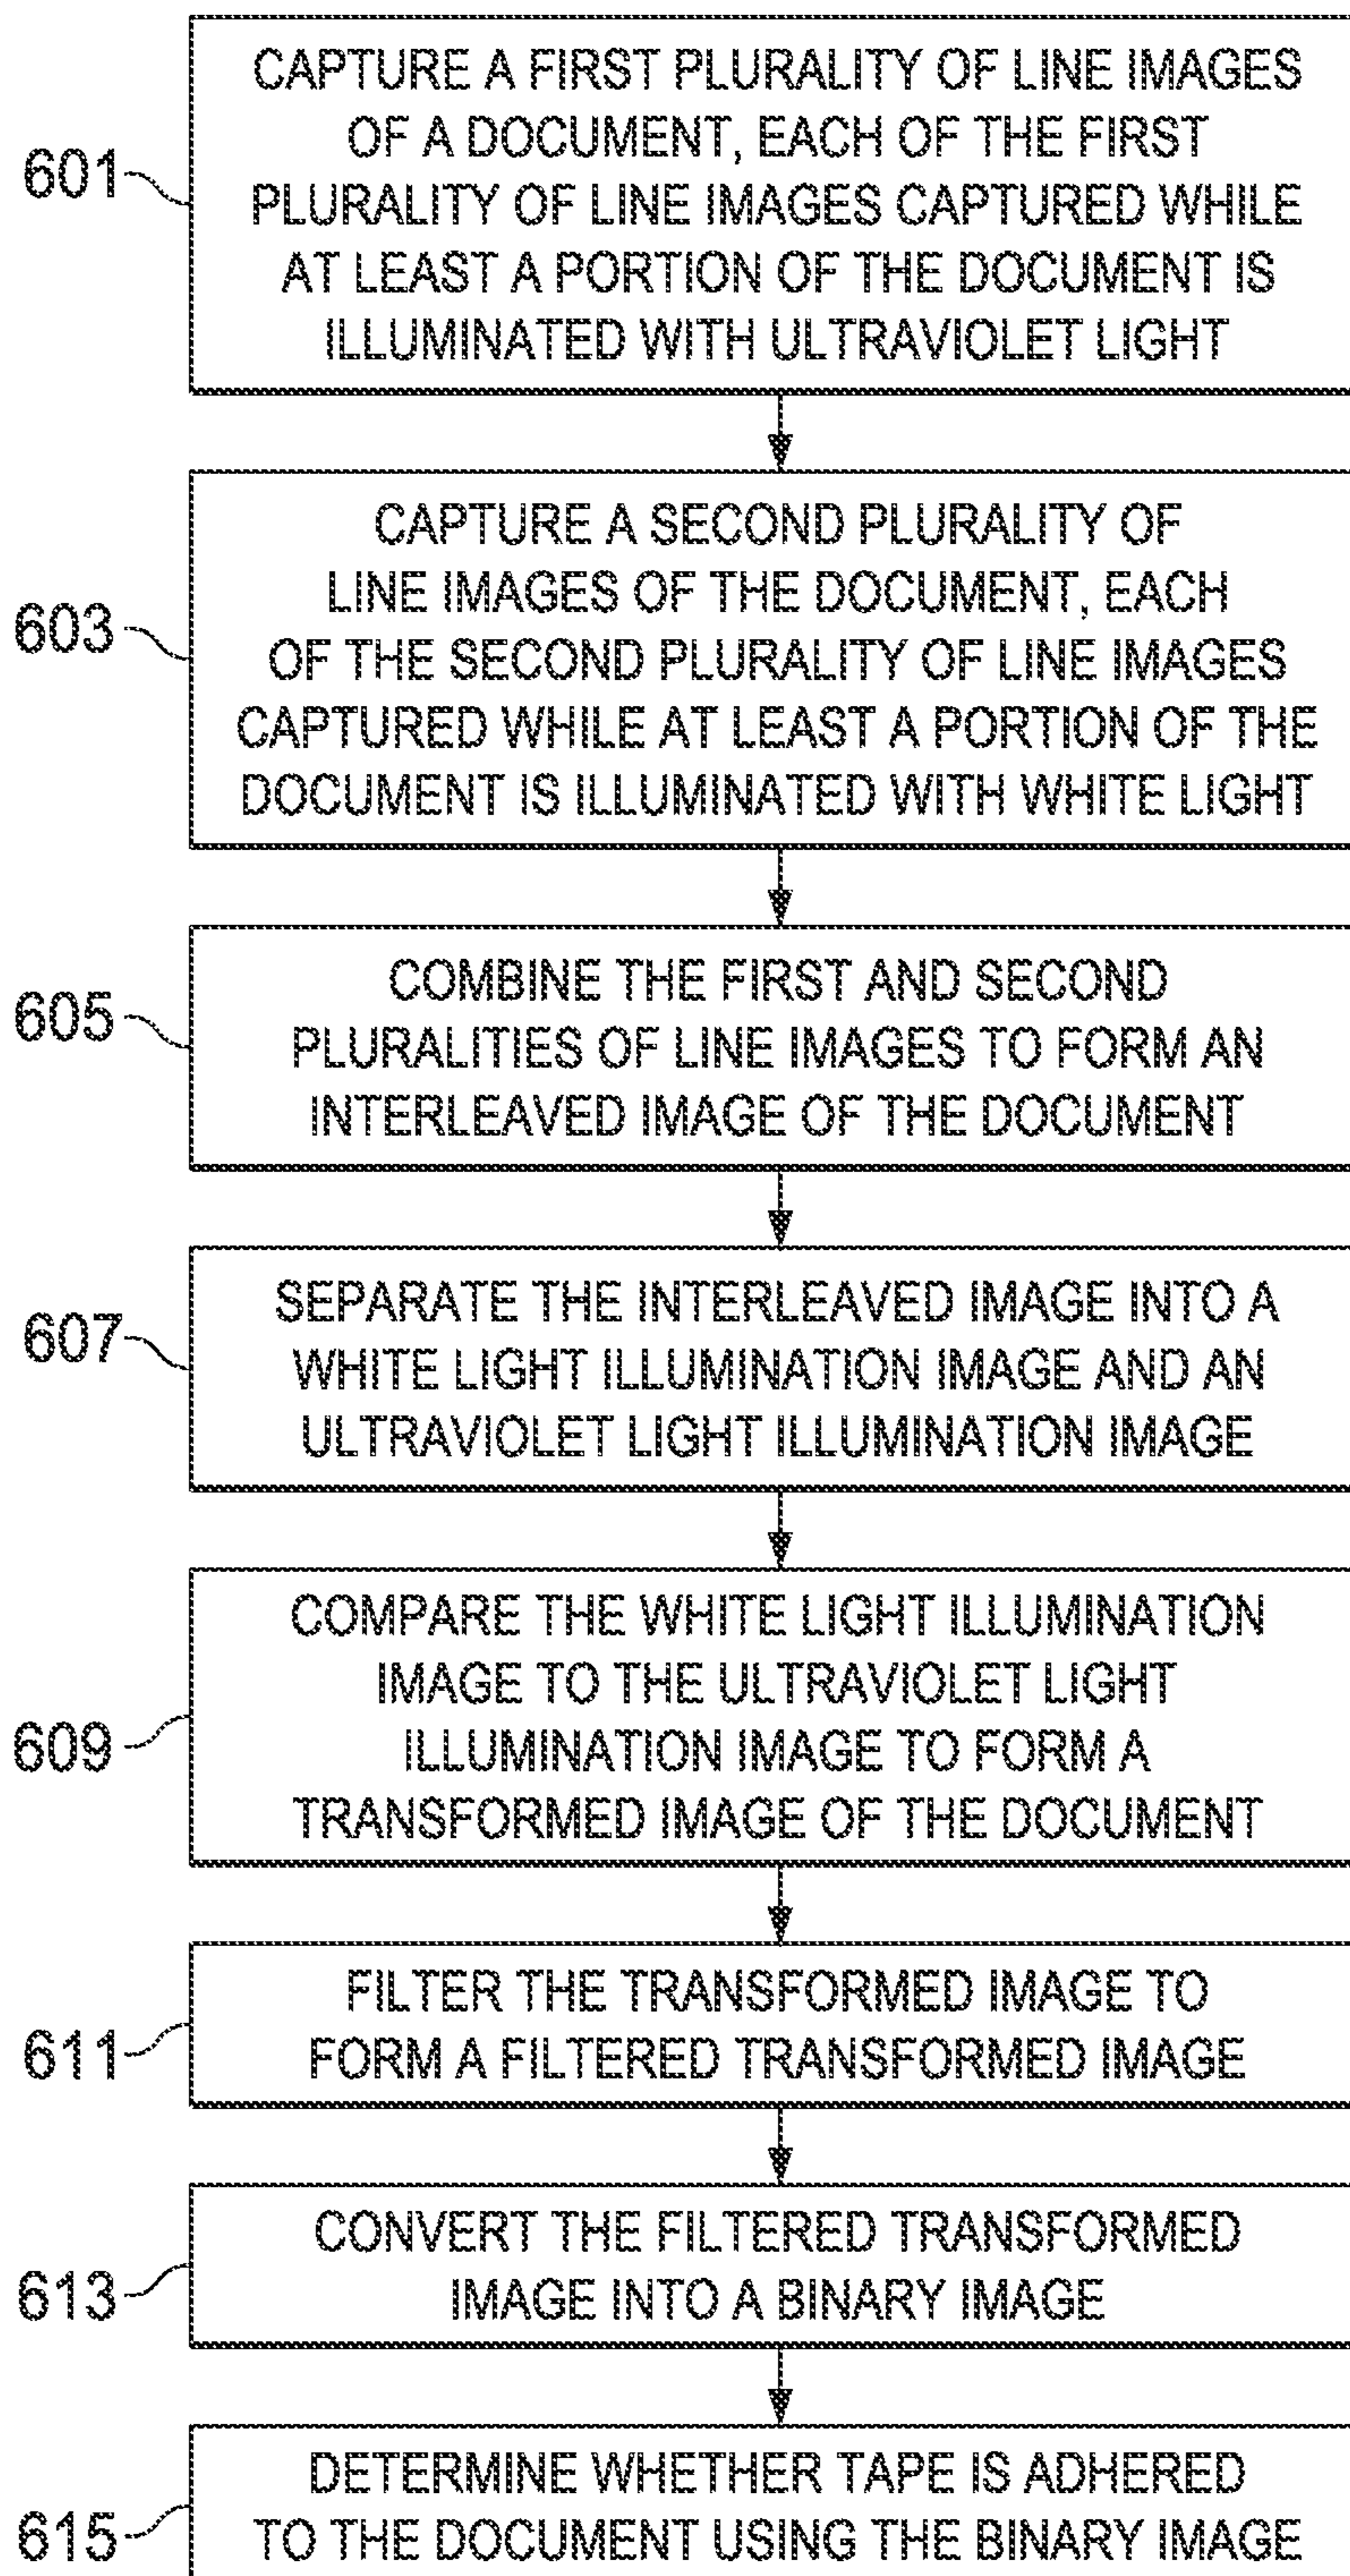 601
CAPTURE A FIRST PLURALITY OF LINE IMAGES
OF A DOCUMENT, EACH OF THE FIRST
PLURALITY OF LINE IMAGES CAPTURED WHILE
AT LEAST A PORTION OF THE DOCUMENT IS
ILLUMINATED WITH ULTRAVIOLET LIGHT
603
CAPTURE A SECOND PLURALITY OF
LINE IMAGES OF THE DOCUMENT, EACH
OF THE SECOND PLURALITY OF LINE IMAGES
CAPTURED WHILE AT LEAST A PORTION OF THE
DOCUMENT IS ILLUMINATED WITH WHITE LIGHT
605
COMBINE THE FIRST AND SECOND
PLURALITIES OF LINE IMAGES TO FORM AN
INTERLEAVED IMAGE OF THE DOCUMENT
607
SEPARATE THE INTERLEAVED IMAGE INTO A
WHITE LIGHT ILLUMINATION IMAGE AND AN
ULTRAVIOLET LIGHT ILLUMINATION IMAGE
609
COMPARE THE WHITE LIGHT ILLUMINATION
IMAGE TO THE ULTRAVIOLET LIGHT
ILLUMINATION IMAGE TO FORM A
TRANSFORMED IMAGE OF THE DOCUMENT
611
FILTER THE TRANSFORMED IMAGE TO
FORM A FILTERED TRANSFORMED IMAGE
613
CONVERT THE FILTERED TRANSFORMED
IMAGE INTO A BINARY IMAGE
615
DETERMINE WHETHER TAPE IS ADHERED
TO THE DOCUMENT USING THE BINARY IMAGE